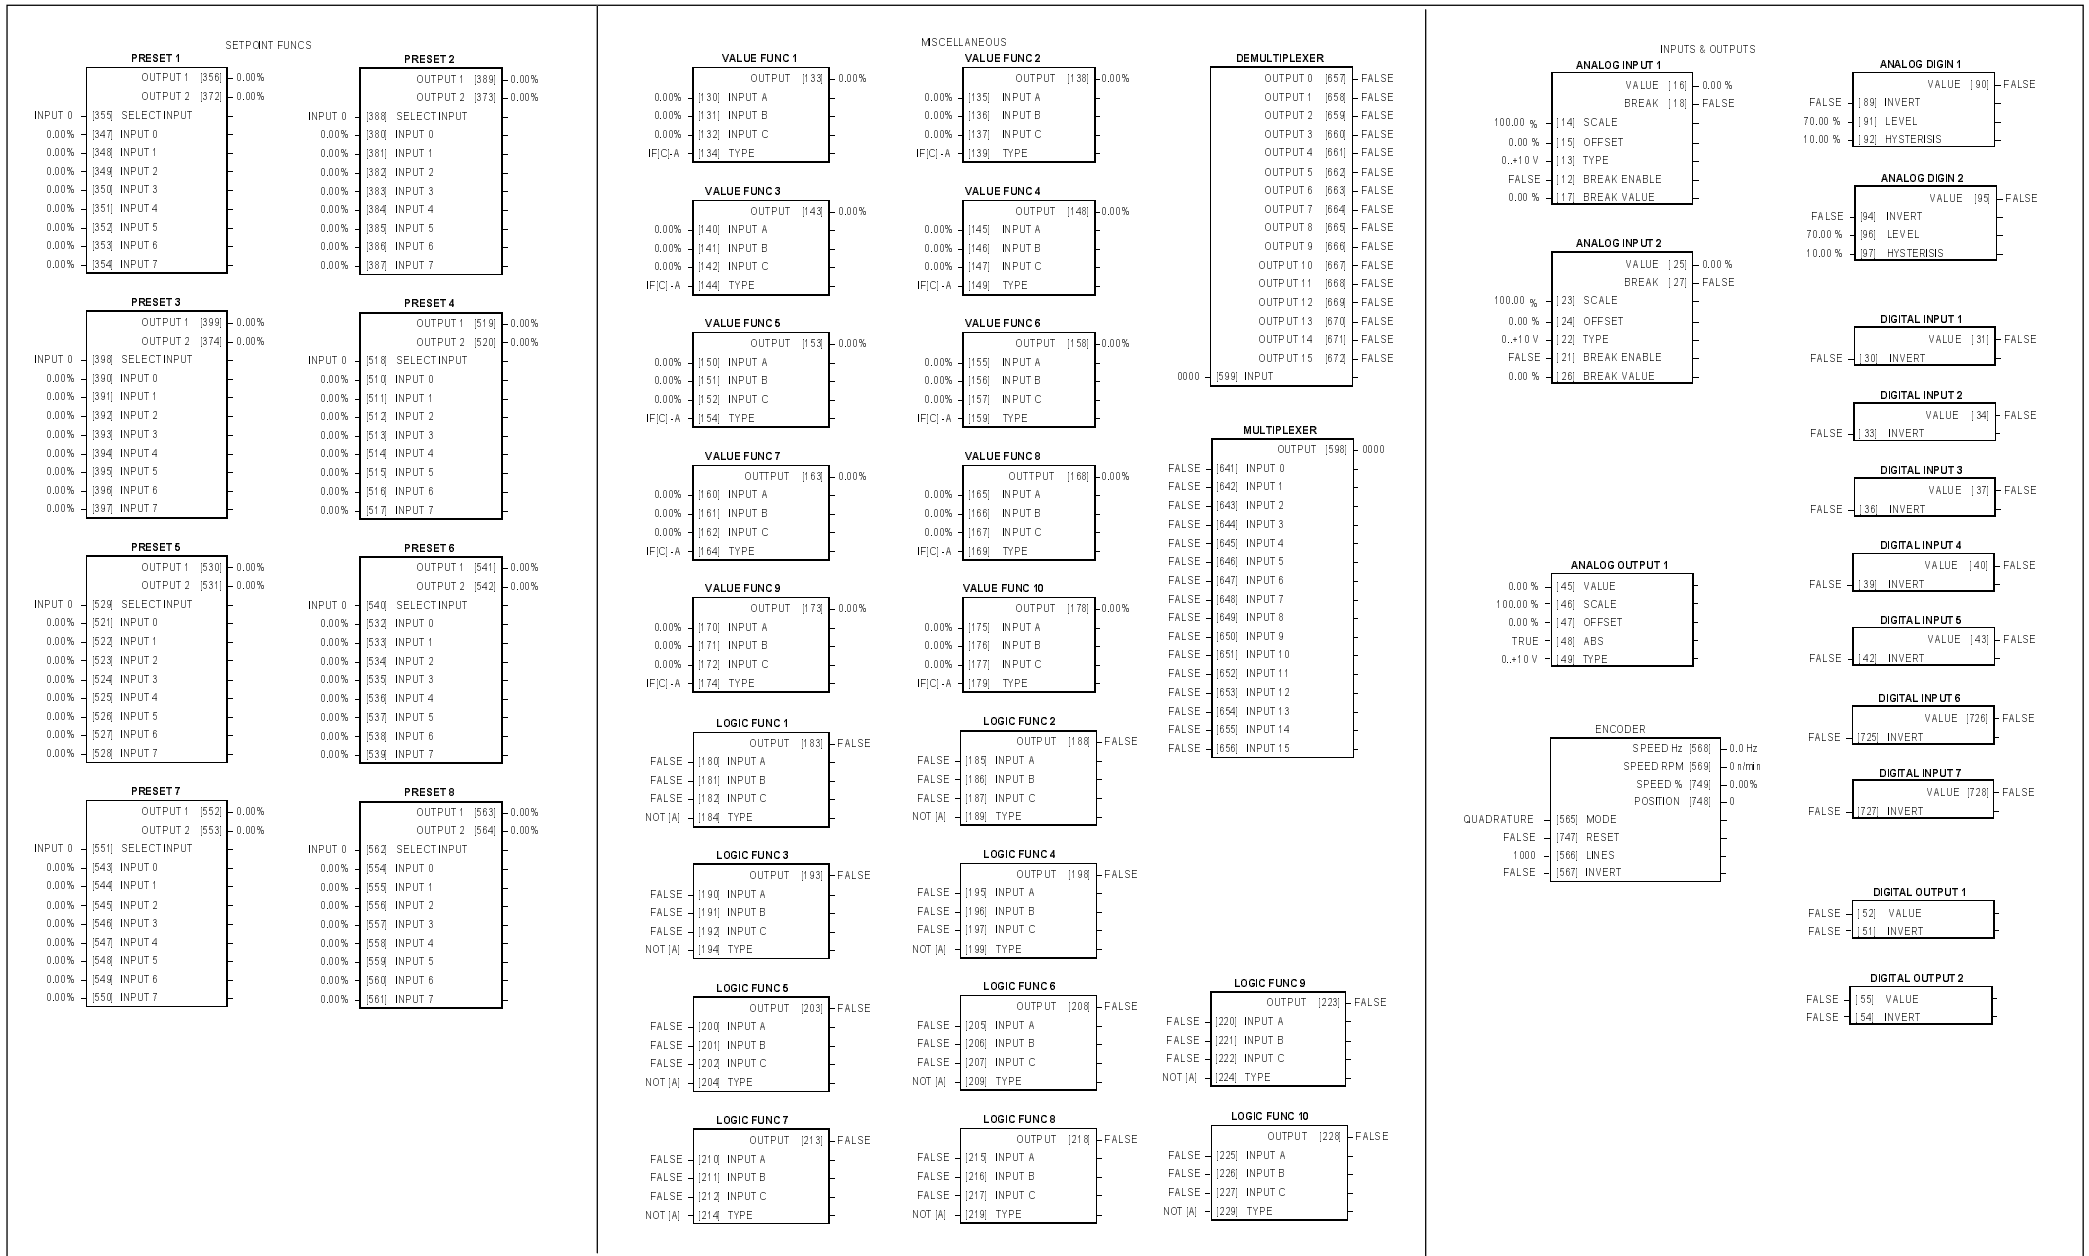 SETPOINT FUNCS
PRESET 1
OUTPUT 1 [356] 0.00%
OUTPUT 2 [372] 0.00%
INPUT 0 [355] SELECT INPUT
0.00% [347] INPUT 0
0.00% [348] INPUT 1
0.00% [349] INPUT 2
0.00% [350] INPUT 3
0.00% [351] INPUT 4
0.00% [352] INPUT 5
0.00% [353] INPUT 6
0.00% [354] INPUT 7
PRESET 2
OUTPUT 1 [389] 0.00%
OUTPUT 2 [373] 0.00%
INPUT 0 [388] SELECT INPUT
0.00% [380] INPUT 0
0.00% [381] INPUT 1
0.00% [382] INPUT 2
0.00% [383] INPUT 3
0.00% [384] INPUT 4
0.00% [385] INPUT 5
0.00% [386] INPUT 6
0.00% [387] INPUT 7
PRESET 3
OUTPUT 1 [399] 0.00%
OUTPUT 2 [374] 0.00%
INPUT 0 [398] SELECT INPUT
0.00% [390] INPUT 0
0.00% [391] INPUT 1
0.00% [392] INPUT 2
0.00% [393] INPUT 3
0.00% [394] INPUT 4
0.00% [395] INPUT 5
0.00% [396] INPUT 6
0.00% [397] INPUT 7
PRESET 4
OUTPUT 1 [519] 0.00%
OUTPUT 2 [520] 0.00%
INPUT 0 [518] SELECT INPUT
0.00% [510] INPUT 0
0.00% [511] INPUT 1
0.00% [512] INPUT 2
0.00% [513] INPUT 3
0.00% [514] INPUT 4
0.00% [515] INPUT 5
0.00% [516] INPUT 6
0.00% [517] INPUT 7
PRESET 5
OUTPUT 1 [530] 0.00%
OUTPUT 2 [531] 0.00%
INPUT 0 [529] SELECT INPUT
0.00% [521] INPUT 0
0.00% [522] INPUT 1
0.00% [523] INPUT 2
0.00% [524] INPUT 3
0.00% [525] INPUT 4
0.00% [526] INPUT 5
0.00% [527] INPUT 6
0.00% [528] INPUT 7
PRESET 6
OUTPUT 1 [541] 0.00%
OUTPUT 2 [542] 0.00%
INPUT 0 [540] SELECT INPUT
0.00% [532] INPUT 0
0.00% [533] INPUT 1
0.00% [534] INPUT 2
0.00% [535] INPUT 3
0.00% [536] INPUT 4
0.00% [537] INPUT 5
0.00% [538] INPUT 6
0.00% [539] INPUT 7
PRESET 7
OUTPUT 1 [552] 0.00%
OUTPUT 2 [553] 0.00%
INPUT 0 [551] SELECT INPUT
0.00% [543] INPUT 0
0.00% [544] INPUT 1
0.00% [545] INPUT 2
0.00% [546] INPUT 3
0.00% [547] INPUT 4
0.00% [548] INPUT 5
0.00% [549] INPUT 6
0.00% [550] INPUT 7
PRESET 8
OUTPUT 1 [563] 0.00%
OUTPUT 2 [564] 0.00%
INPUT 0 [562] SELECT INPUT
0.00% [554] INPUT 0
0.00% [555] INPUT 1
0.00% [556] INPUT 2
0.00% [557] INPUT 3
0.00% [558] INPUT 4
0.00% [559] INPUT 5
0.00% [560] INPUT 6
0.00% [561] INPUT 7
MISCELLANEOUS
VALUE FUNC 1
OUTPUT [133] 0.00%
0.00% [130] INPUT A
0.00% [131] INPUT B
0.00% [132] INPUT C
IF[C] -A [134] TYPE
VALUE FUNC 2
OUTPUT [138] 0.00%
0.00% [135] INPUT A
0.00% [136] INPUT B
0.00% [137] INPUT C
IF[C] -A [139] TYPE
VALUE FUNC 3
OUTPUT [143] 0.00%
0.00% [140] INPUT A
0.00% [141] INPUT B
0.00% [142] INPUT C
IF[C] -A [144] TYPE
VALUE FUNC 4
OUTPUT [148] 0.00%
0.00% [145] INPUT A
0.00% [146] INPUT B
0.00% [147] INPUT C
IF[C] -A [149] TYPE
VALUE FUNC 5
OUTPUT [153] 0.00%
0.00% [150] INPUT A
0.00% [151] INPUT B
0.00% [152] INPUT C
IF[C] -A [154] TYPE
VALUE FUNC 6
OUTPUT [158] 0.00%
0.00% [155] INPUT A
0.00% [156] INPUT B
0.00% [157] INPUT C
IF[C] -A [159] TYPE
VALUE FUNC 7
OUTTPUT [163] 0.00%
0.00% [160] INPUT A
0.00% [161] INPUT B
0.00% [162] INPUT C
IF[C] -A [164] TYPE
VALUE FUNC 8
OUTTPUT [168] 0.00%
0.00% [165] INPUT A
0.00% [166] INPUT B
0.00% [167] INPUT C
IF[C] -A [169] TYPE
VALUE FUNC 9
OUTPUT [173] 0.00%
0.00% [170] INPUT A
0.00% [171] INPUT B
0.00% [172] INPUT C
IF[C] -A [174] TYPE
VALUE FUNC 10
OUTPUT [178] 0.00%
0.00% [175] INPUT A
0.00% [176] INPUT B
0.00% [177] INPUT C
IF[C] -A [179] TYPE
LOGIC FUNC 1
OUTPUT [183] FALSE
FALSE [180] INPUT A
FALSE [181] INPUT B
FALSE [182] INPUT C
NOT [A] [184] TYPE
LOGIC FUNC 2
OUTPUT [188] FALSE
FALSE [185] INPUT A
FALSE [186] INPUT B
FALSE [187] INPUT C
NOT [A] [189] TYPE
LOGIC FUNC 3
OUTPUT [193] FALSE
FALSE [190] INPUT A
FALSE [191] INPUT B
FALSE [192] INPUT C
NOT [A] [194] TYPE
LOGIC FUNC 4
OUTPUT [198] FALSE
FALSE [195] INPUT A
FALSE [196] INPUT B
FALSE [197] INPUT C
NOT [A] [199] TYPE
LOGIC FUNC 5
OUTPUT [203] FALSE
FALSE [200] INPUT A
FALSE [201] INPUT B
FALSE [202] INPUT C
NOT [A] [204] TYPE
LOGIC FUNC 6
OUTPUT [208] FALSE
FALSE [205] INPUT A
FALSE [206] INPUT B
FALSE [207] INPUT C
NOT [A] [209] TYPE
LOGIC FUNC 7
OUTPUT [213] FALSE
FALSE [210] INPUT A
FALSE [211] INPUT B
FALSE [212] INPUT C
NOT [A] [214] TYPE
LOGIC FUNC 8
OUTPUT [218] FALSE
FALSE [215] INPUT A
FALSE [216] INPUT B
FALSE [217] INPUT C
NOT [A] [219] TYPE
DEMULTIPLEXER
OUTPUT 0 [657] FALSE
OUTPUT 1 [658] FALSE
OUTPUT 2 [659] FALSE
OUTPUT 3 [660] FALSE
OUTPUT 4 [661] FALSE
OUTPUT 5 [662] FALSE
OUTPUT 6 [663] FALSE
OUTPUT 7 [664] FALSE
OUTPUT 8 [665] FALSE
OUTPUT 9 [666] FALSE
OUTPUT 10 [667] FALSE
OUTPUT 11 [668] FALSE
OUTPUT 12 [669] FALSE
OUTPUT 13 [670] FALSE
OUTPUT 14 [671] FALSE
OUTPUT 15 [672] FALSE
0000 [599] INPUT
MULTIPLEXER
OUTPUT [598] 0000
FALSE [641] INPUT 0
FALSE [642] INPUT 1
FALSE [643] INPUT 2
FALSE [644] INPUT 3
FALSE [645] INPUT 4
FALSE [646] INPUT 5
FALSE [647] INPUT 6
FALSE [648] INPUT 7
FALSE [649] INPUT 8
FALSE [650] INPUT 9
FALSE [651] INPUT 10
FALSE [652] INPUT 11
FALSE [653] INPUT 12
FALSE [654] INPUT 13
FALSE [655] INPUT 14
FALSE [656] INPUT 15
LOGIC FUNC 9
OUTPUT [223] FALSE
FALSE [220] INPUT A
FALSE [221] INPUT B
FALSE [222] INPUT C
NOT [A] [224] TYPE
LOGIC FUNC 10
OUTPUT [228] FALSE
FALSE [225] INPUT A
FALSE [226] INPUT B
FALSE [227] INPUT C
NOT [A] [229] TYPE
INPUTS & OUTPUTS
ANALOG INPUT 1
VALUE [16] 0.00 %
BREAK [18] FALSE
100.00 % [14] SCALE
0.00 % [15] OFFSET
0..+10 V [13] TYPE
FALSE [12] BREAK ENABLE
0.00 % [17] BREAK VALUE
ANALOG INPUT 2
VALUE [25] 0.00 %
BREAK [27] FALSE
100.00 % [23] SCALE
0.00 % [24] OFFSET
0..+10 V [22] TYPE
FALSE [21] BREAK ENABLE
0.00 % [26] BREAK VALUE
ANALOG OUTPUT 1
0.00 % [45] VALUE
100.00 % [46] SCALE
0.00 % [47] OFFSET
TRUE [48] ABS
0..+10 V [49] TYPE
ENCODER
SPEED Hz [568] 0.0 Hz
SPEED RPM [569] 0 n/min
SPEED % [749] 0.00%
POSITION [748] 0
QUADRATURE [565] MODE
FALSE [747] RESET
1000 [566] LINES
FALSE [567] INVERT
ANALOG DIGIN 1
VALUE [90] FALSE
FALSE [89] INVERT
70.00 % [91] LEVEL
10.00 % [92] HYSTERISIS
ANALOG DIGIN 2
VALUE [95] FALSE
FALSE [94] INVERT
70.00 % [96] LEVEL
10.00 % [97] HYSTERISIS
DIGITAL INPUT 1
VALUE [31] FALSE
FALSE [30] INVERT
DIGITAL INPUT 2
VALUE [34] FALSE
FALSE [33] INVERT
DIGITAL INPUT 3
VALUE [37] FALSE
FALSE [36] INVERT
DIGITAL INPUT 4
VALUE [40] FALSE
FALSE [39] INVERT
DIGITAL INPUT 5
VALUE [43] FALSE
FALSE [42] INVERT
DIGITAL INPUT 6
VALUE [726] FALSE
FALSE [725] INVERT
DIGITAL INPUT 7
VALUE [728] FALSE
FALSE [727] INVERT
DIGITAL OUTPUT 1
FALSE [52] VALUE
FALSE [51] INVERT
DIGITAL OUTPUT 2
FALSE [55] VALUE
FALSE [54] INVERT